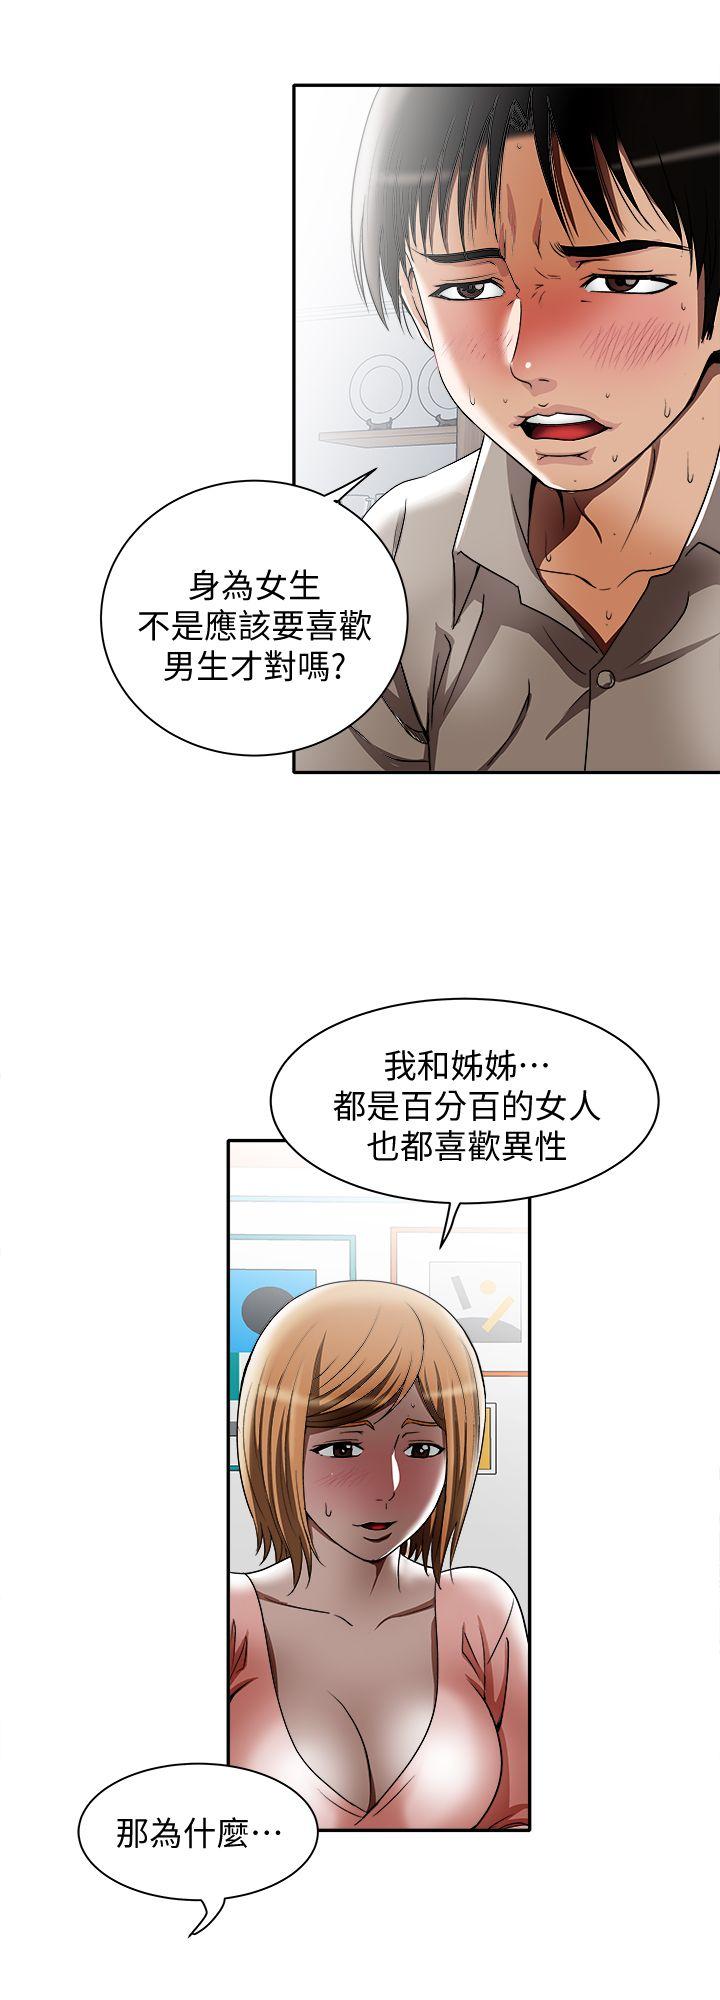 身為女生
不是應該要喜歡
男生才對嗎?
我和姊姊…
都是百分百的女人
也都喜歡異性
那為什麼…